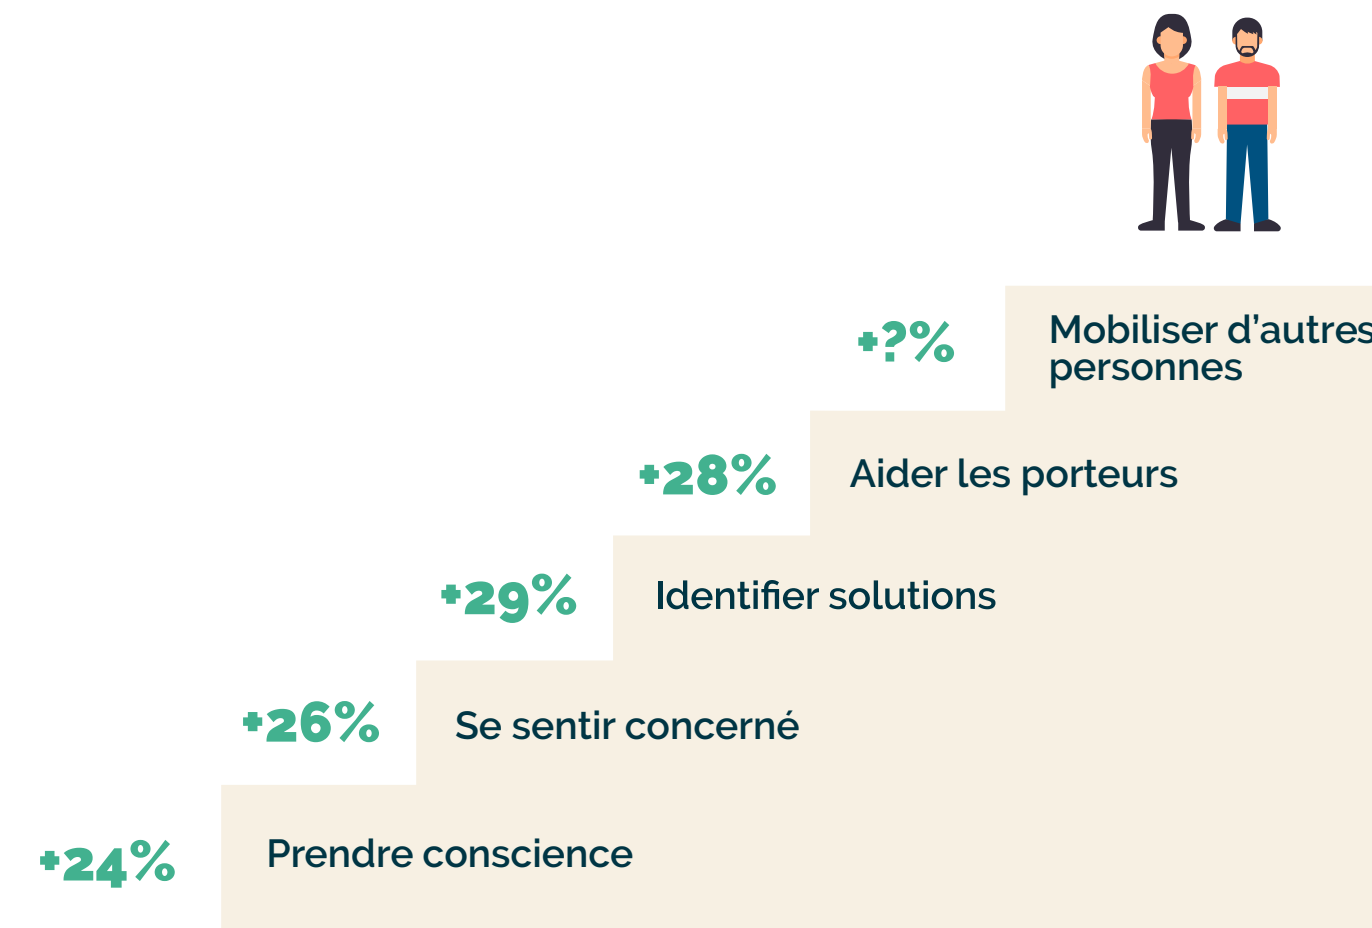 +?%
Mobiliser d’autres
personnes
+28%
Aider les porteurs
+29%
Identifier solutions
+26%
Se sentir concerné
+24%
Prendre conscience